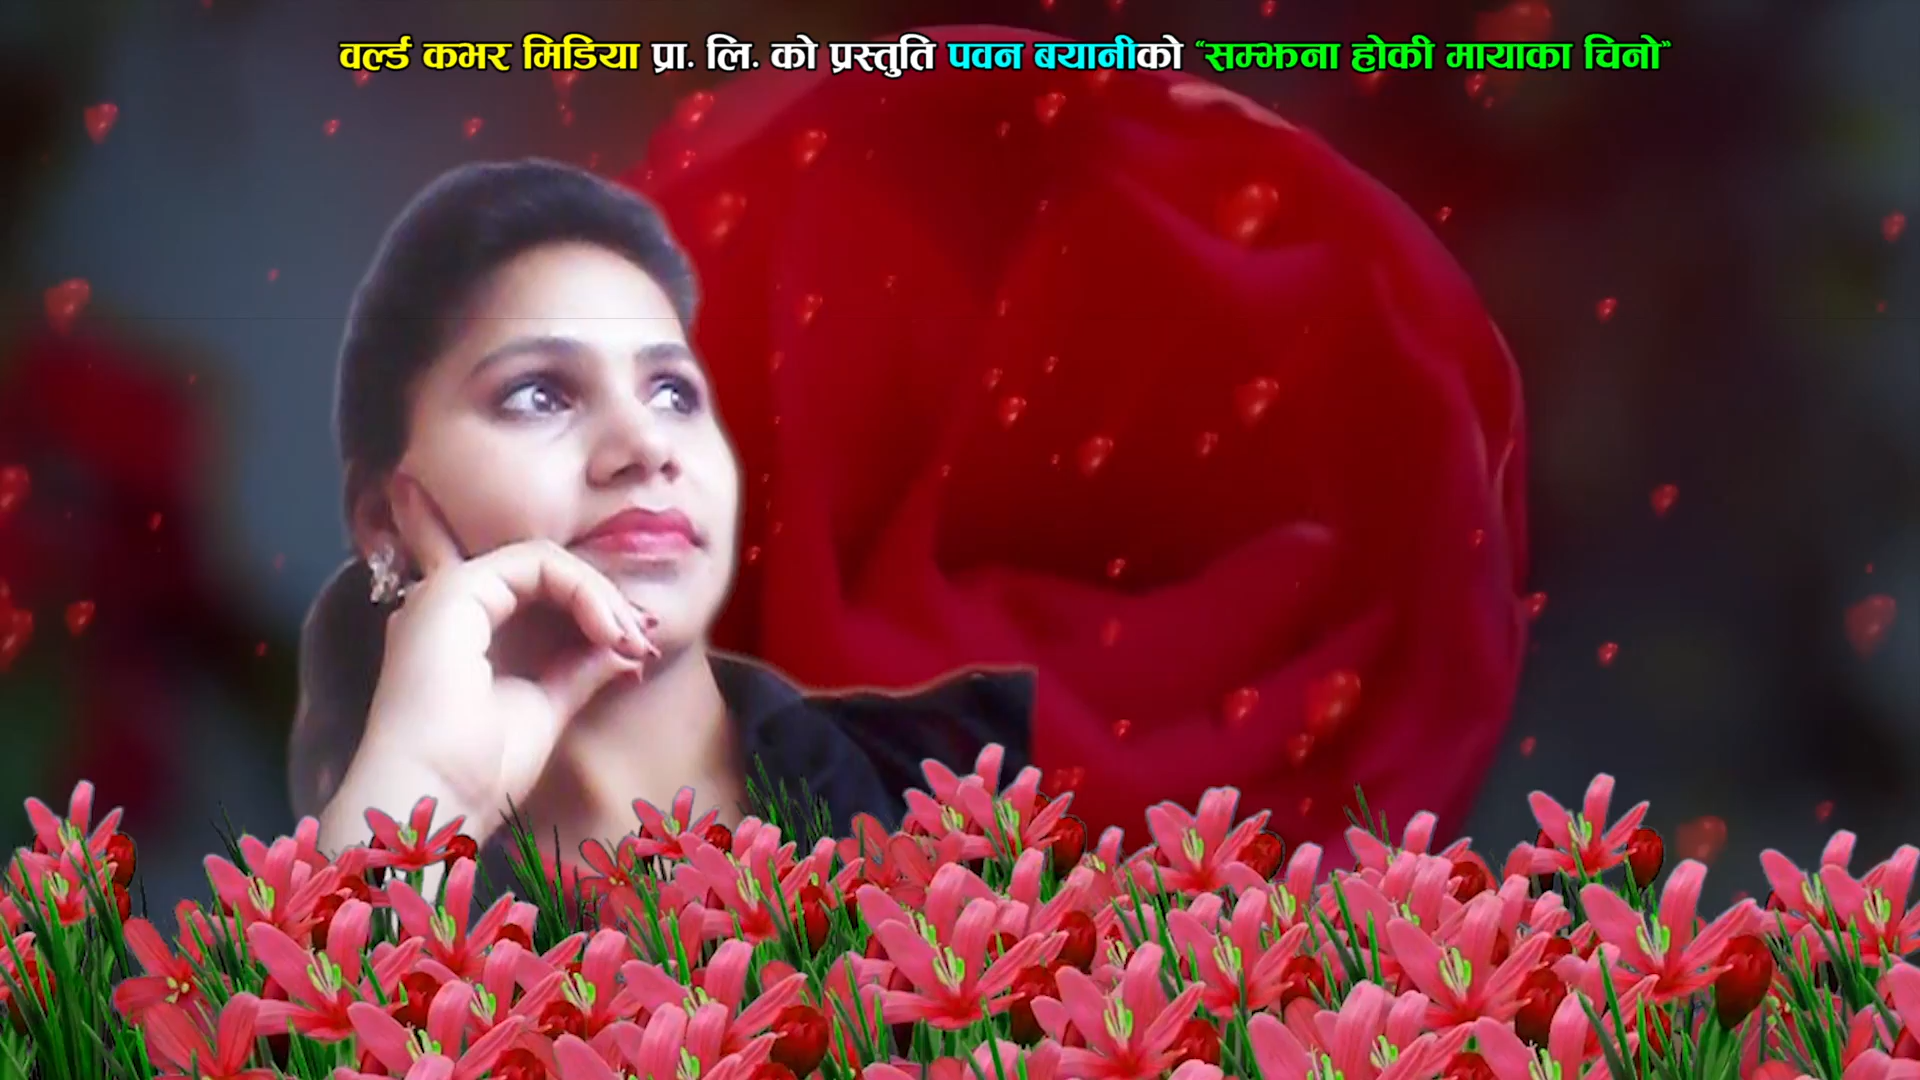 वर्ल्ड कभर मिडिया प्रा. लि. को प्रस्तुति पवन बयानीको “सम्झना होकी मायाका चिनो”